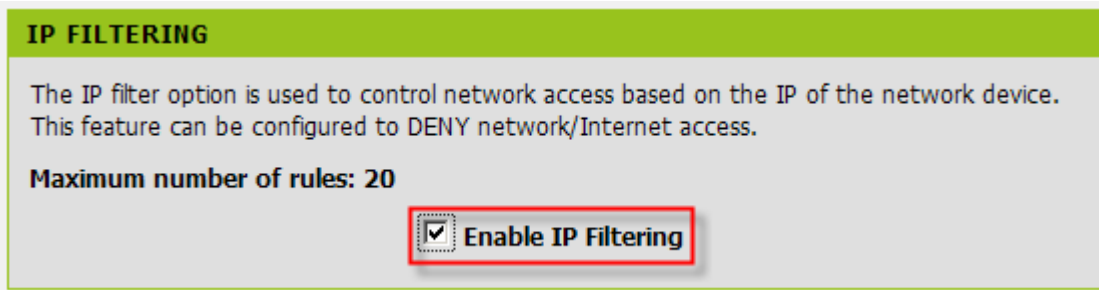 IP FILTERING
The IP filter option is used to control network access based on the IP of the network device.
This feature can be configured to DENY network/Internet access.
Maximum number of rules: 20
Enable IP Filtering